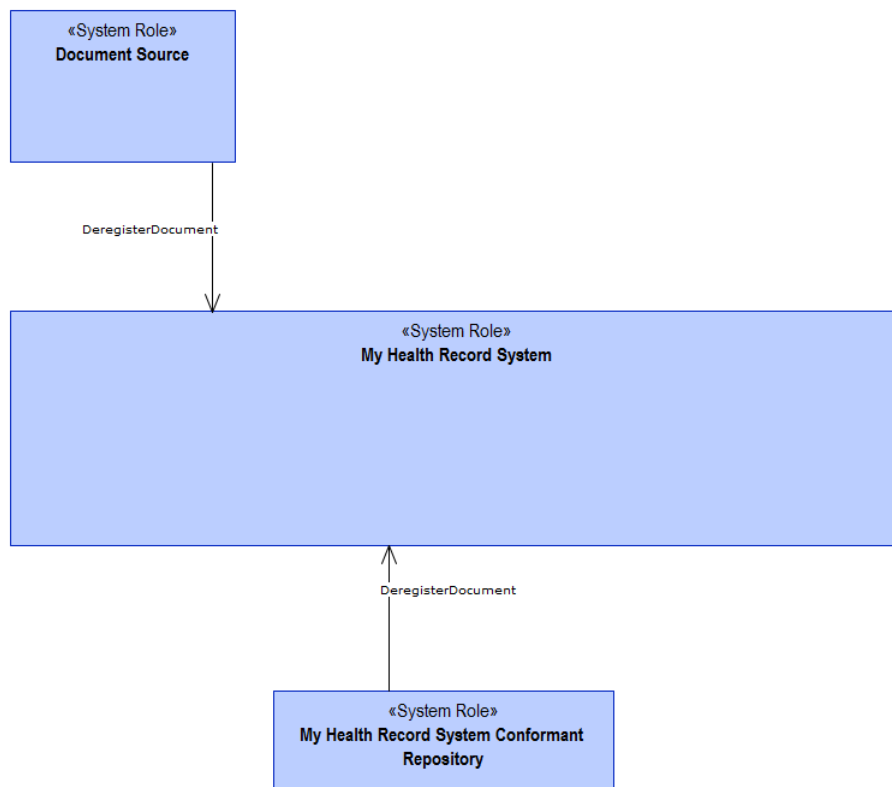 «System Role»
Document Source
DeregisterDocument
«System Role»
My Health Record System
DeregisterDocument
«System Role»
My Health Record System Conformant
Repository